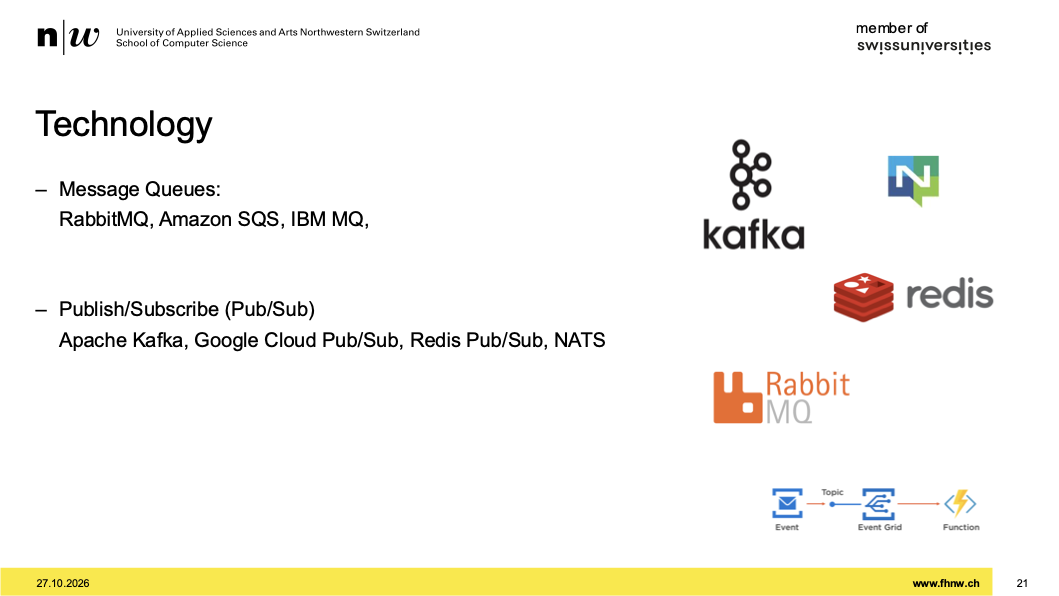 n|w University of Applied Sciences and Arts Northwestern Switzerland
School of Computer Science
member of
swissuniversities
Technology
– Message Queues:
RabbitMQ, Amazon SQS, IBM MQ,
– Publish/Subscribe (Pub/Sub)
Apache Kafka, Google Cloud Pub/Sub, Redis Pub/Sub, NATS
kafka
N
redis
Rabbit
MQ
Topic
Event
Event Grid
Function
27.10.2026
www.fhnw.ch
21